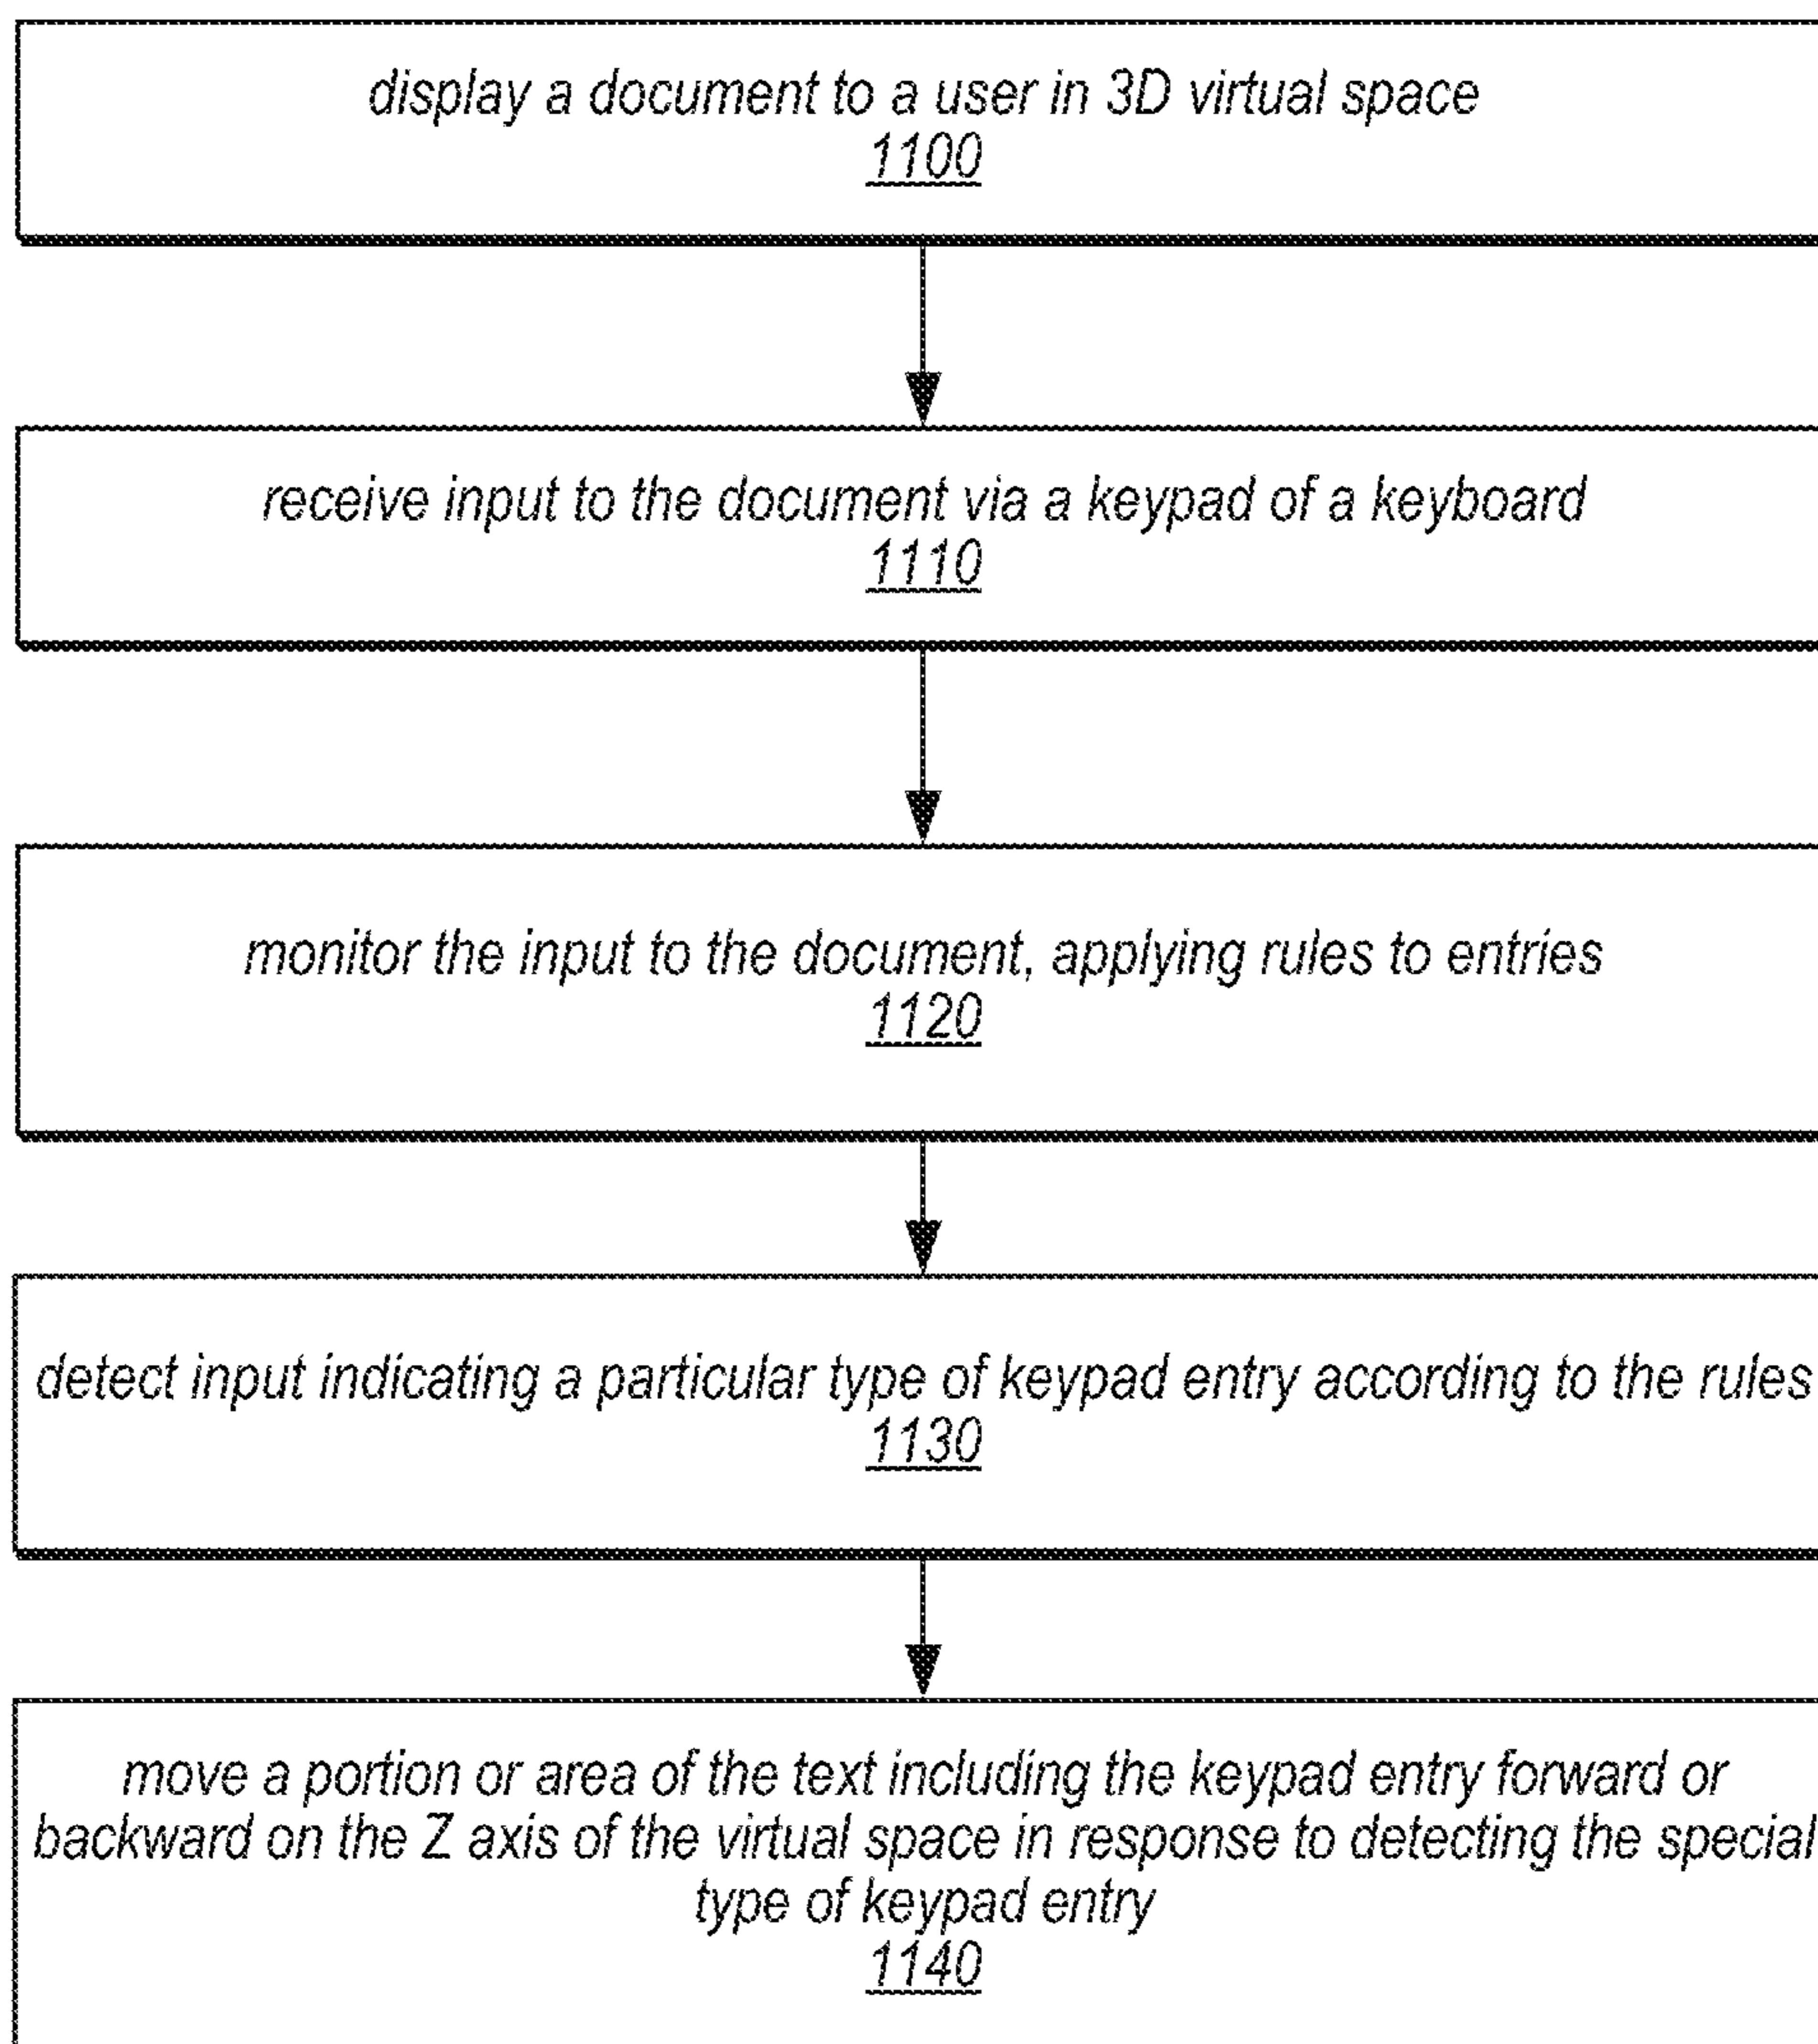 display a document to a user in 3D virtual space
1100
receive input to the document via a keypad of a keyboard
1110
monitor the input to the document, applying rules to entries
1120
detect input indicating a particular type of keypad entry according to the rules
1130
move a portion or area of the text including the keypad entry forward or
backward on the Z axis of the virtual space in response to detecting the special
type of keypad entry
1140